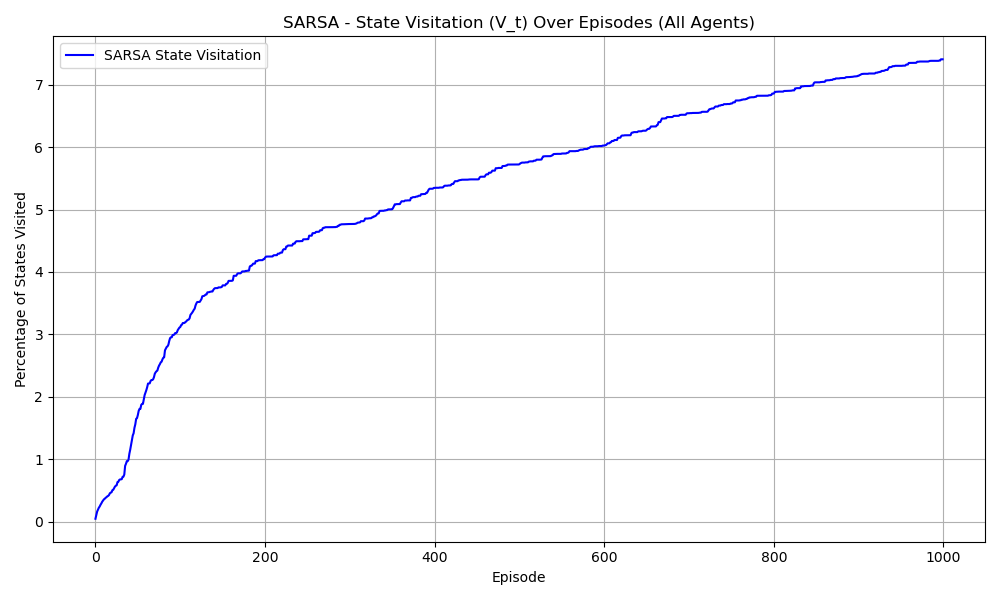 SARSA - State Visitation (V_t) Over Episodes (All Agents)
SARSA State Visitation
Percentage of States Visited
7
6
5
4
3
2
1
0
0 200 400 600 800 1000
Episode